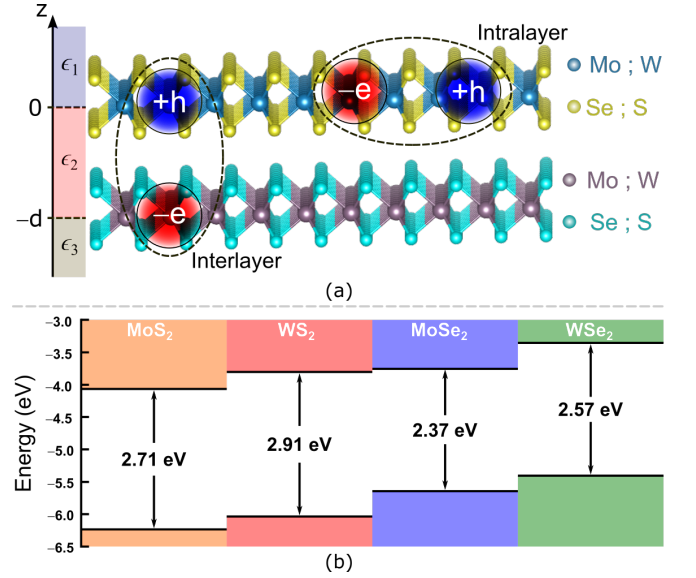 z
Intralayer
ϵ₁
+h
−e
+h
Mo ; W
0
Se ; S
ϵ₂
Mo ; W
−d
−e
Se ; S
ϵ₃
Interlayer
(a)
Energy (eV)
−3.0
−3.5
−4.0
−4.5
−5.0
−5.5
−6.0
−6.5
MoS₂
WS₂
MoSe₂
WSe₂
2.71 eV
2.91 eV
2.37 eV
2.57 eV
(b)